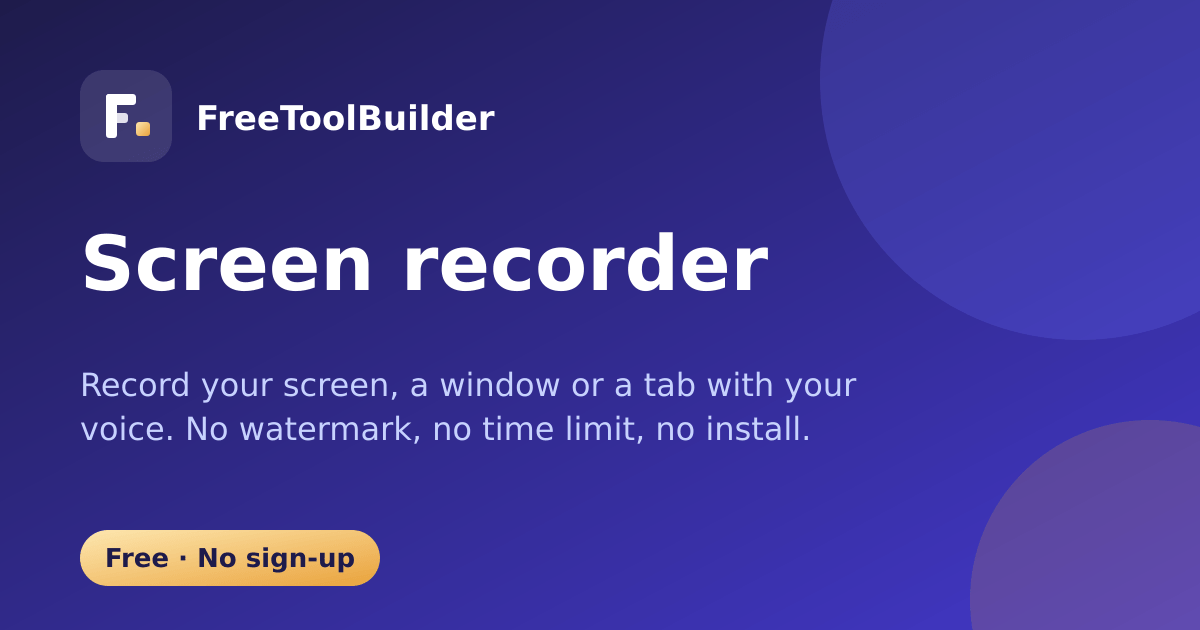 F.
FreeToolBuilder
Screen recorder
Record your screen, a window or a tab with your
voice. No watermark, no time limit, no install.
Free · No sign-up